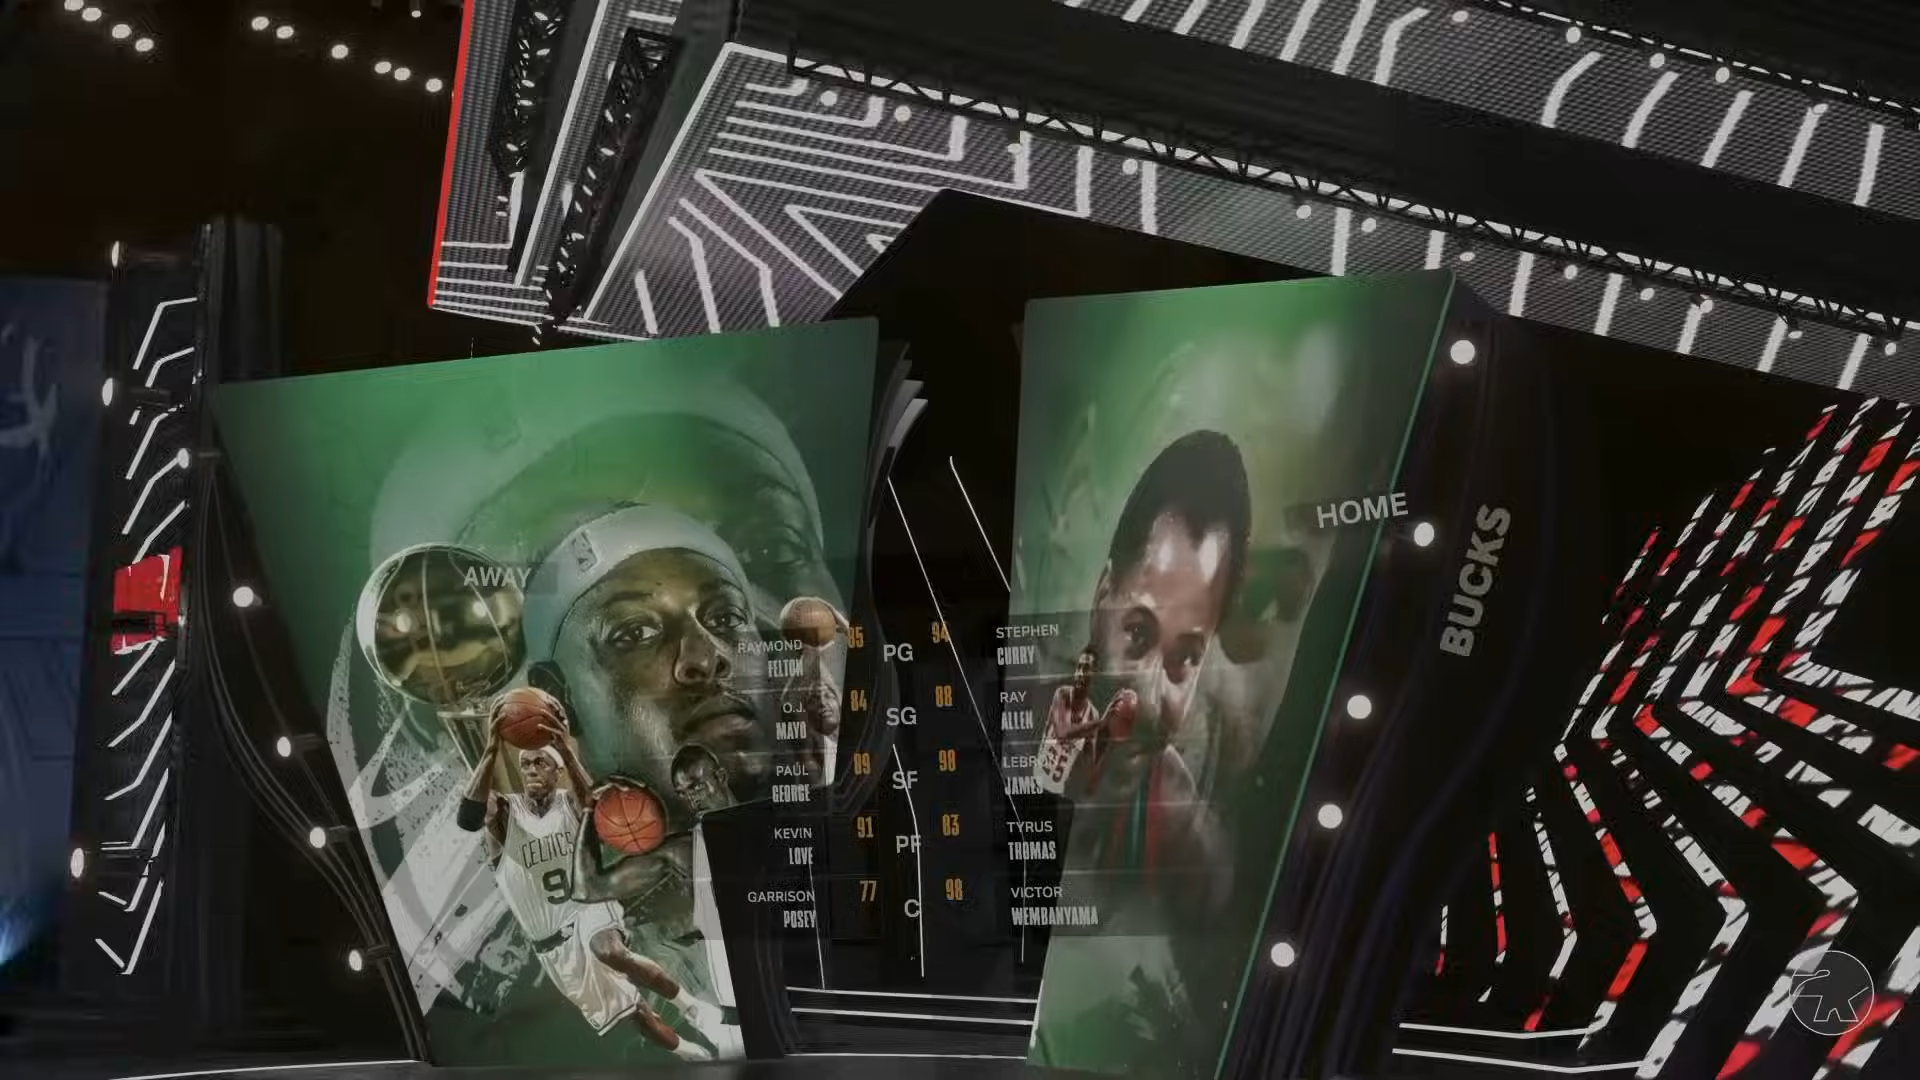 AWAY
HOME
BUCKS
RAYMOND
FELTON
85
PG
94
STEPHEN
CURRY
O.J.
MAYO
84
SG
88
RAY
ALLEN
PAUL
GEORGE
89
SF
98
LEBRON
JAMES
KEVIN
LOVE
91
PF
83
TYRUS
THOMAS
GARRISON
POSEY
77
C
98
VICTOR
WEMBANYAMA
CELTICS
9
2K